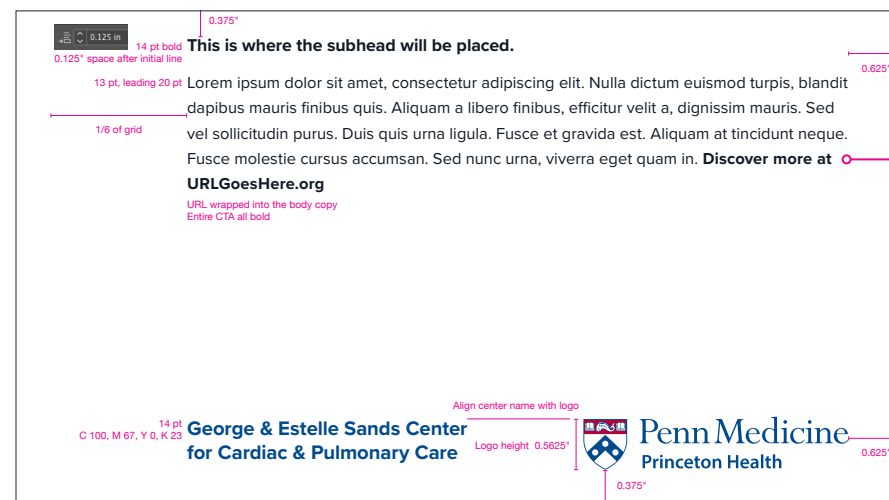 0.375"
0.125 in
14 pt bold
This is where the subhead will be placed.
0.125" space after initial line
0.625"
13 pt, leading 20 pt
Lorem ipsum dolor sit amet, consectetur adipiscing elit. Nulla dictum euismod turpis, blandit
dapibus mauris finibus quis. Aliquam a libero finibus, efficitur velit a, dignissim mauris. Sed
1/6 of grid
vel sollicitudin purus. Duis quis urna ligula. Fusce et gravida est. Aliquam at tincidunt neque.
Fusce molestie cursus accumsan. Sed nunc urna, viverra eget quam in. Discover more at
URLGoesHere.org
URL wrapped into the body copy
Entire CTA all bold
Align center name with logo
14 pt
C 100, M 67, Y 0, K 23
George & Estelle Sands Center
for Cardiac & Pulmonary Care
Logo height 0.5625"
Penn Medicine
Princeton Health
0.625"
0.375"